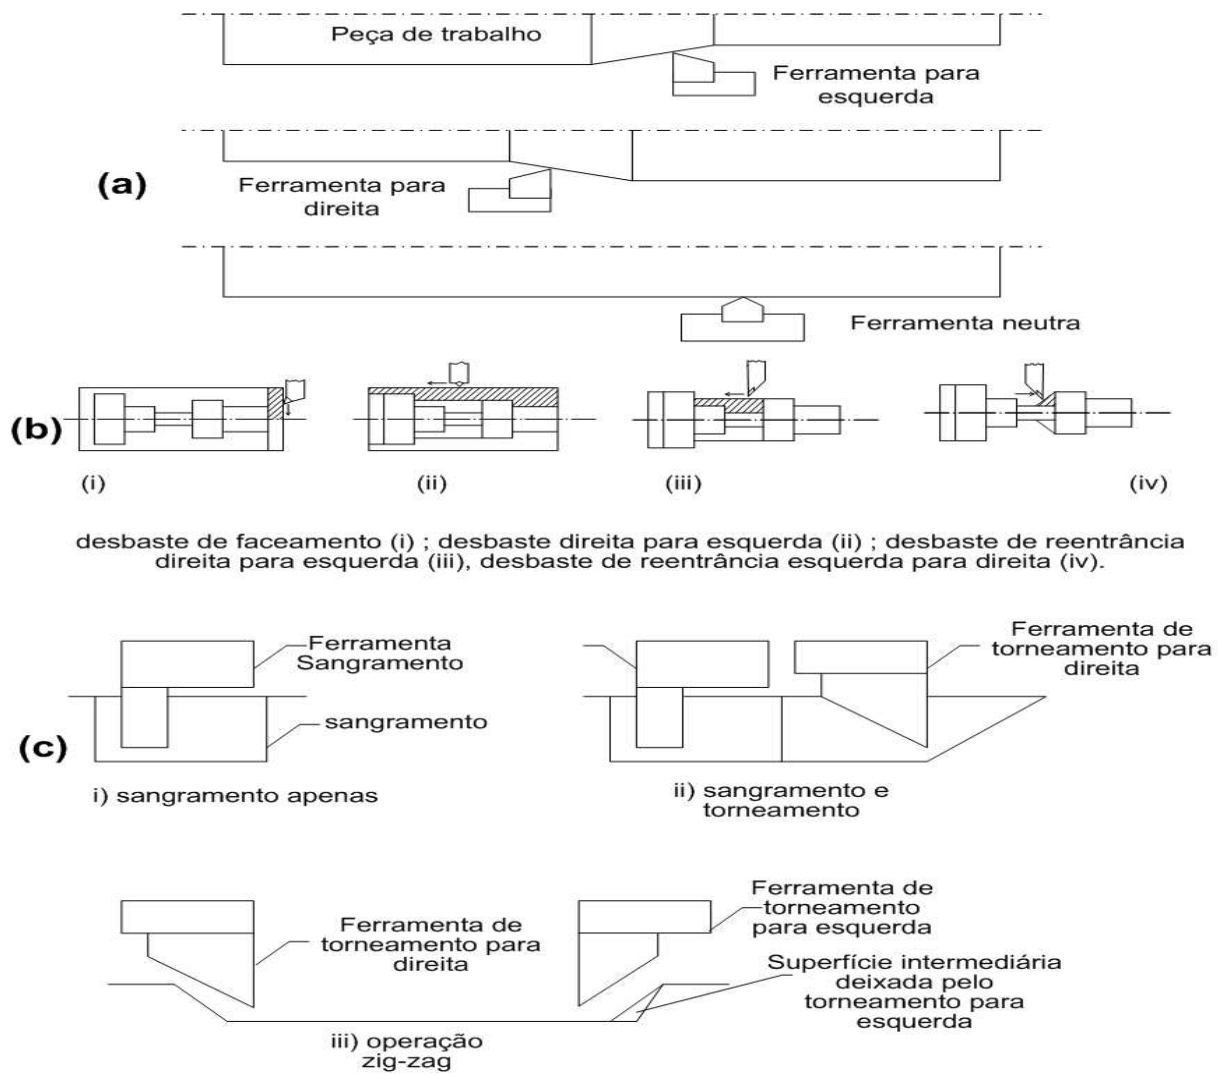 Peça de trabalho
Ferramenta para
esquerda
(a)
Ferramenta para
direita
Ferramenta neutra
(b)
(i)
(ii)
(iii)
(iv)
desbaste de faceamento (i) ; desbaste direita para esquerda (ii) ; desbaste de reentrância
direita para esquerda (iii), desbaste de reentrância esquerda para direita (iv).
(c)
Ferramenta
Sangramento
sangramento
i) sangramento apenas
Ferramenta de
torneamento para
direita
ii) sangramento e
torneamento
Ferramenta de
torneamento para
direita
Ferramenta de
torneamento
para esquerda
Superfície intermediária
deixada pelo
torneamento para
esquerda
iii) operação
zig-zag